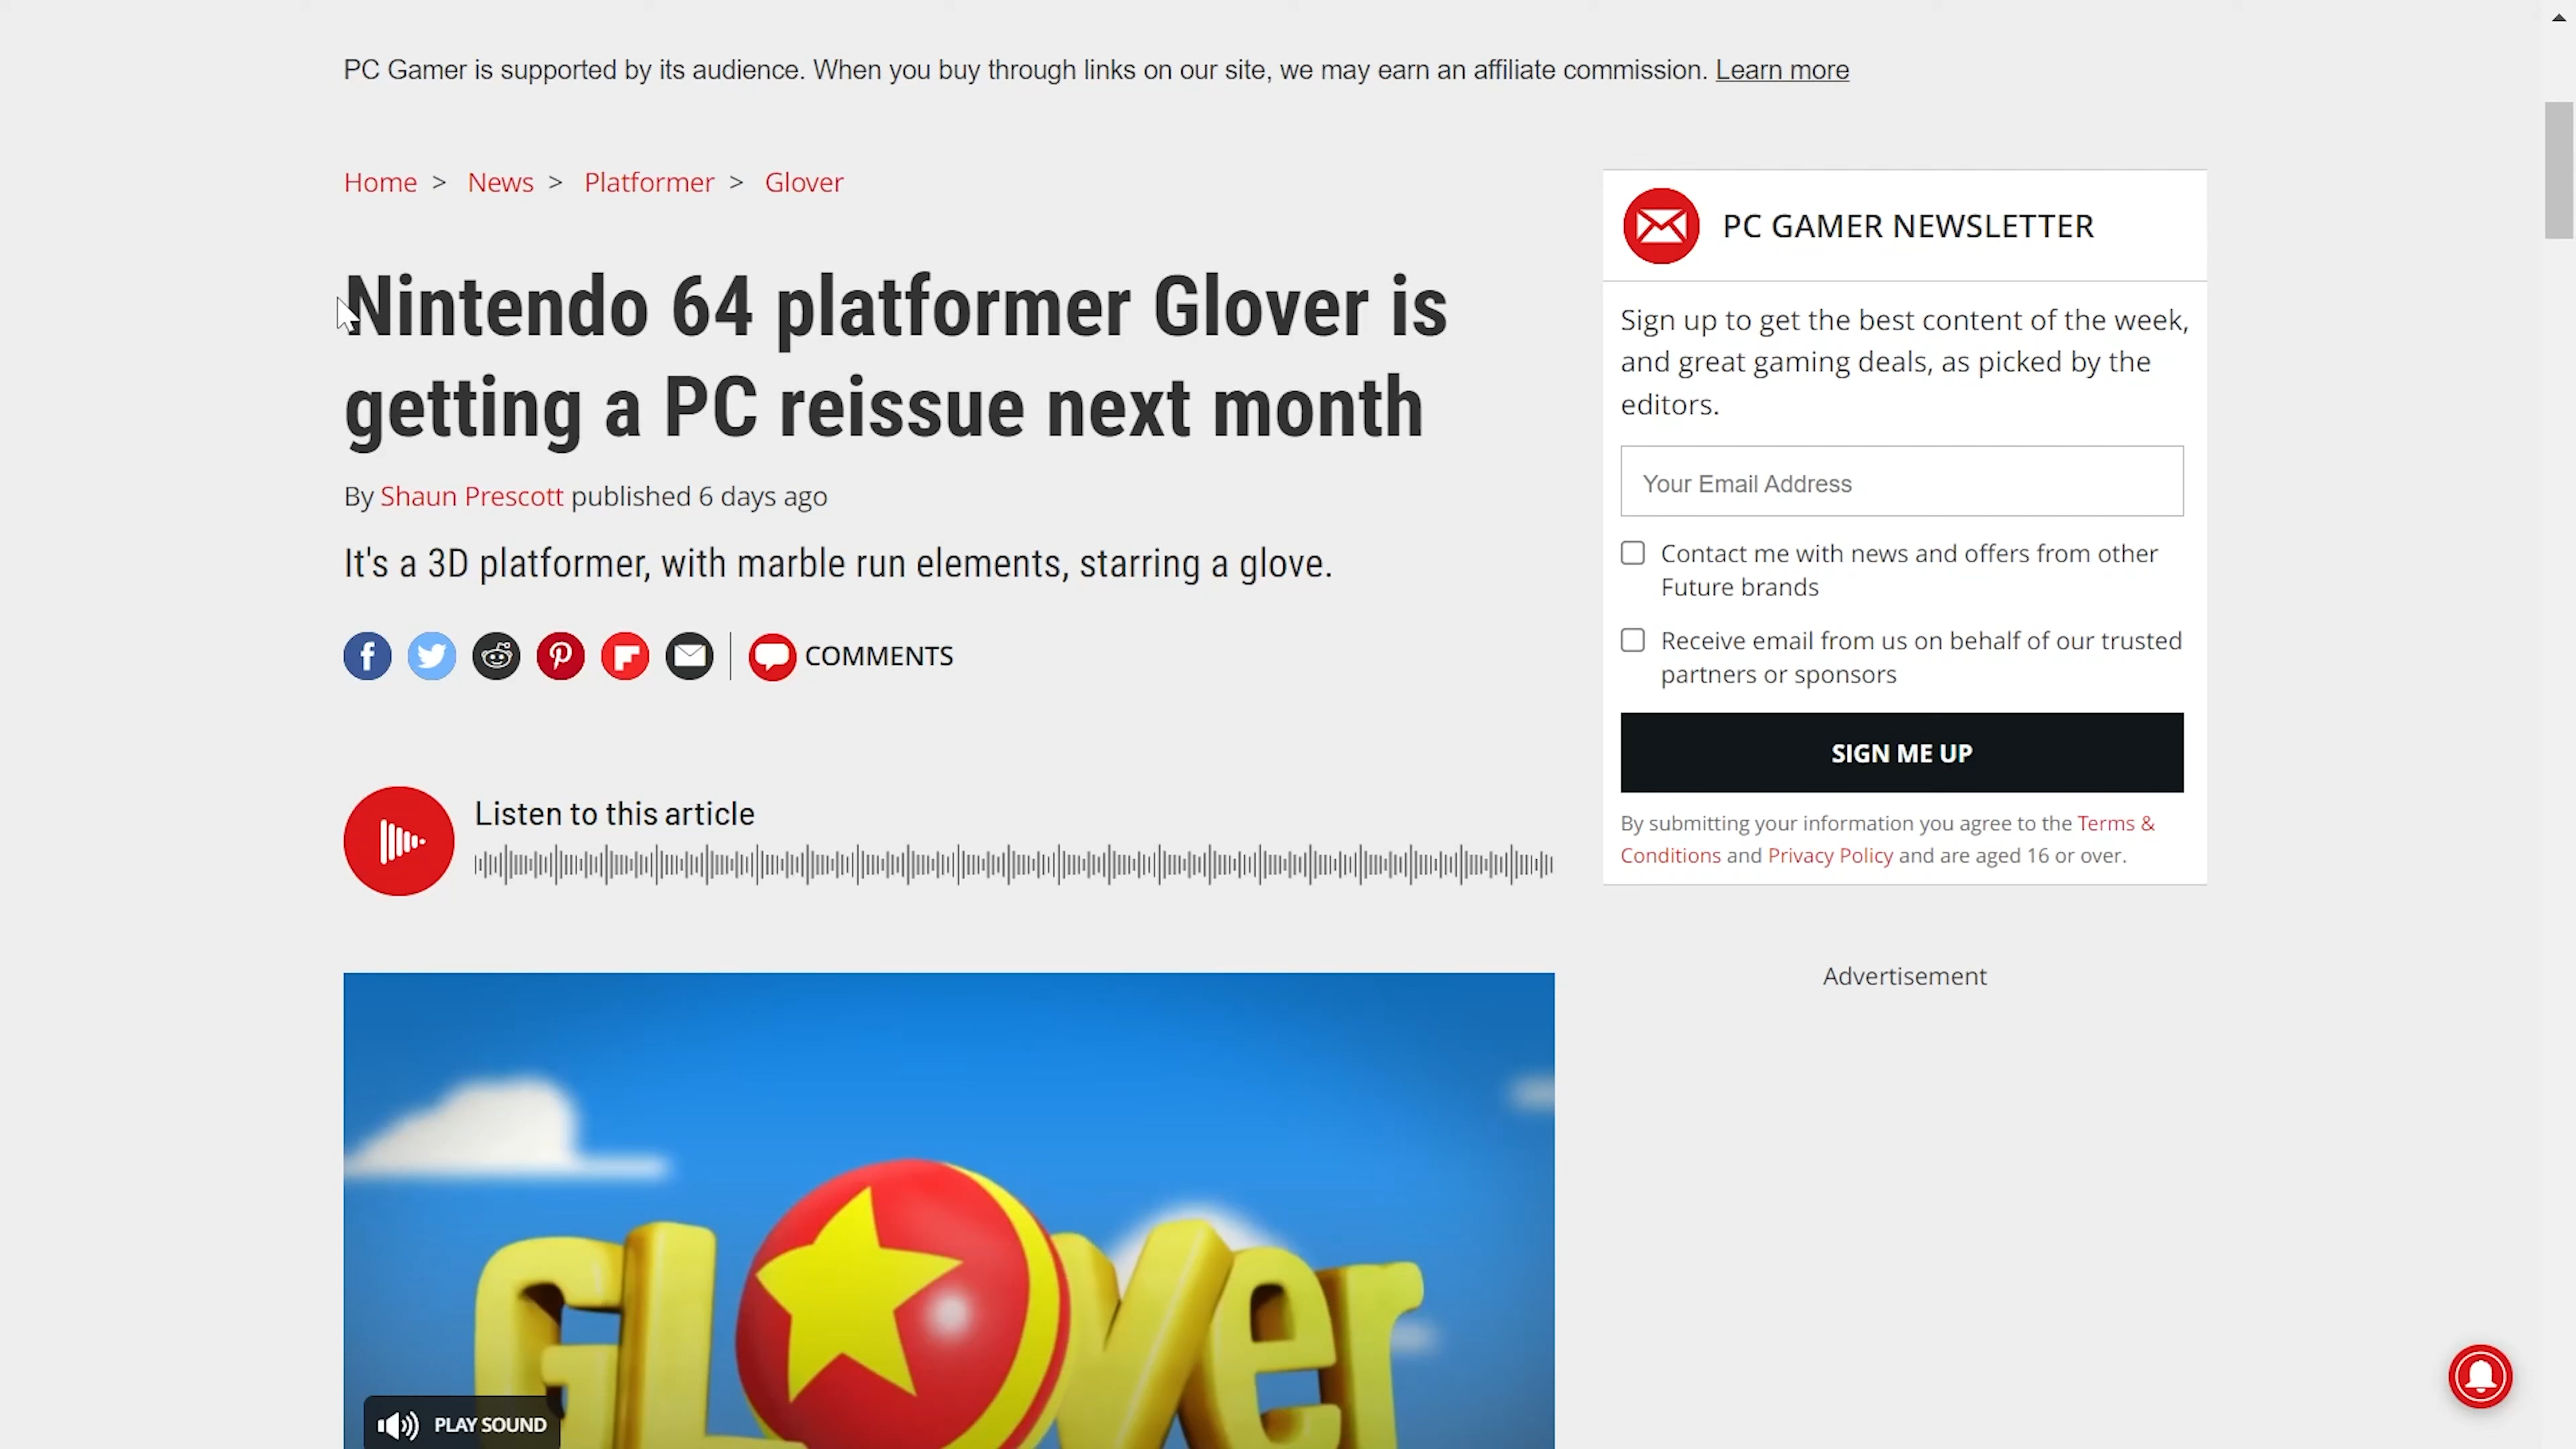 PC Gamer is supported by its audience. When you buy through links on our site, we may earn an affiliate commission. Learn more
Home > News > Platformer > Glover
Nintendo 64 platformer Glover is
getting a PC reissue next month
By Shaun Prescott published 6 days ago
It's a 3D platformer, with marble run elements, starring a glove.
COMMENTS
Listen to this article
GLOver
PLAY SOUND
PC GAMER NEWSLETTER
Sign up to get the best content of the week,
and great gaming deals, as picked by the
editors.
Your Email Address
Contact me with news and offers from other
Future brands
Receive email from us on behalf of our trusted
partners or sponsors
SIGN ME UP
By submitting your information you agree to the Terms &
Conditions and Privacy Policy and are aged 16 or over.
Advertisement